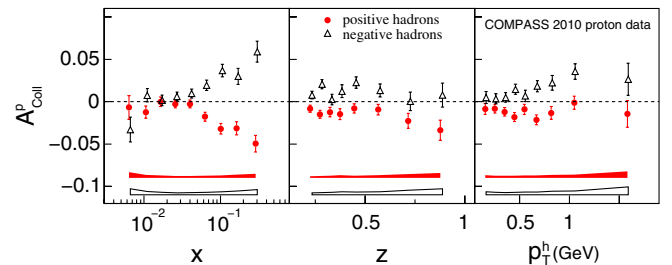 positive hadrons
negative hadrons
COMPASS 2010 proton data
A^p_Coll
0.05
0
−0.05
−0.1
10^−2 10^−1 0.5 1 0.5 1
x z p_T^h (GeV)